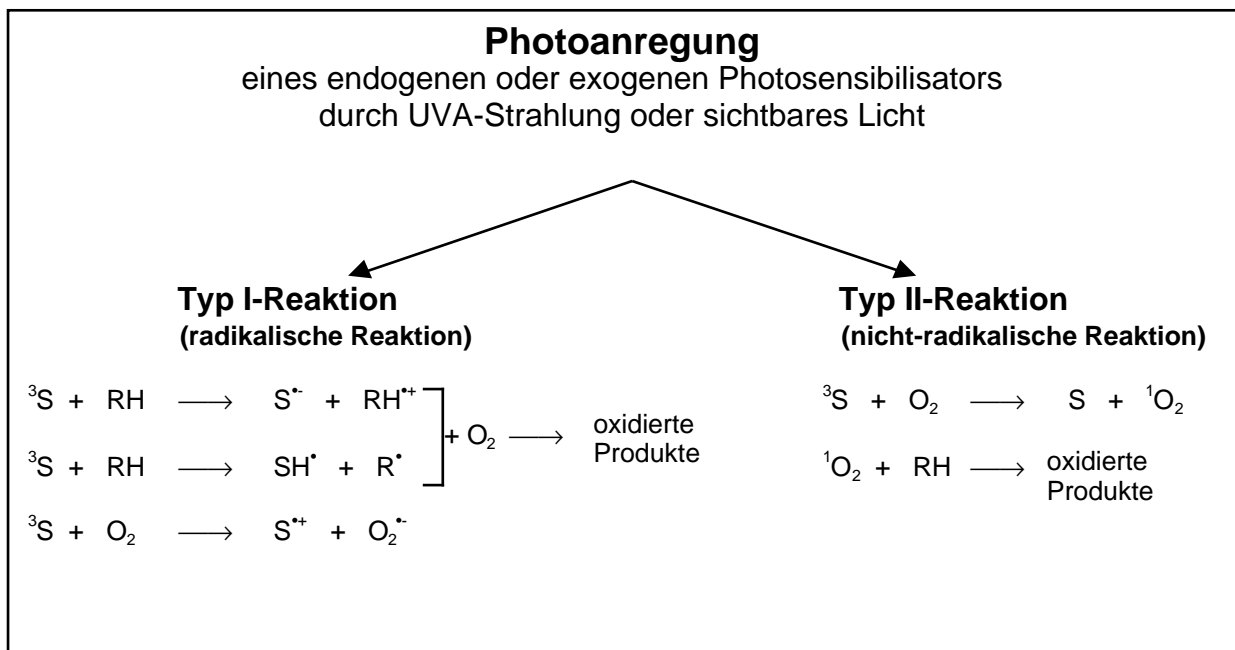 Photoanregung
eines endogenen oder exogenen Photosensibilisators
durch UVA-Strahlung oder sichtbares Licht
Typ I-Reaktion
(radikalische Reaktion)
³S + RH ⟶ S•⁻ + RH•⁺
³S + RH ⟶ SH• + R•
+ O₂ ⟶ oxidierte
Produkte
³S + O₂ ⟶ S•⁺ + O₂•⁻
Typ II-Reaktion
(nicht-radikalische Reaktion)
³S + O₂ ⟶ S + ¹O₂
¹O₂ + RH ⟶ oxidierte
Produkte